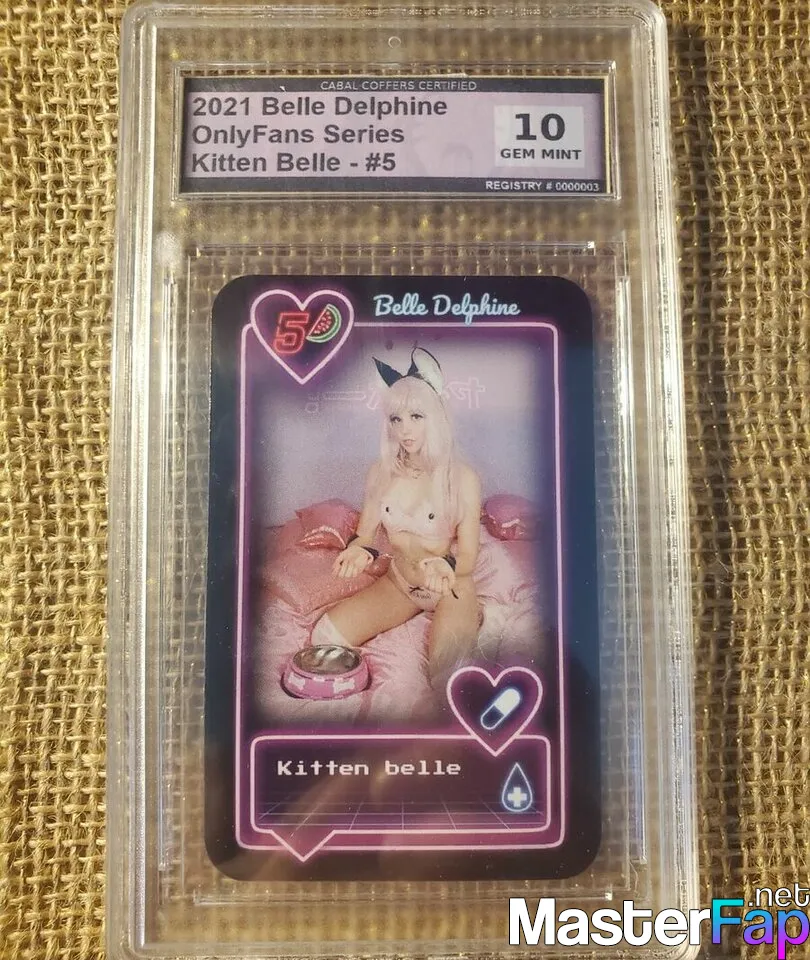 CABAL COFFERS CERTIFIED
2021 Belle Delphine
OnlyFans Series
Kitten Belle - #5
10
GEM MINT
REGISTRY # 0000003
5
Belle Delphine
Kitten belle
MasterFap.net